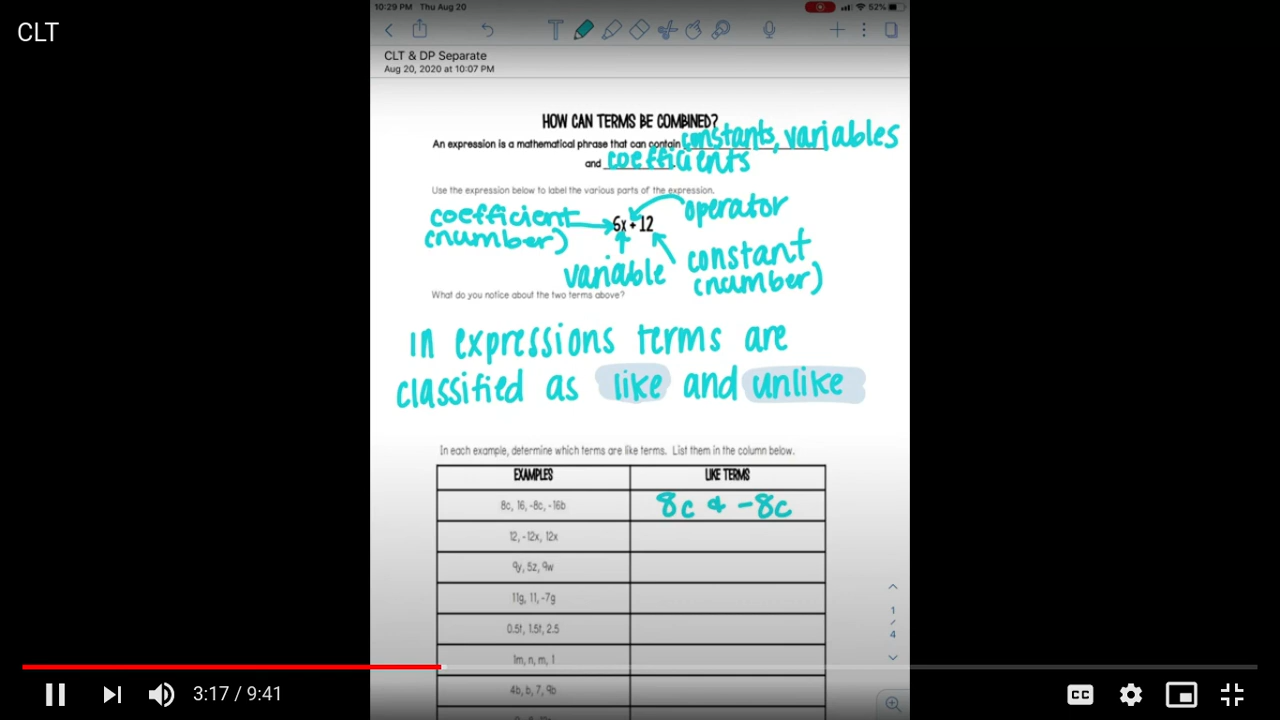 10:29 PM Thu Aug 20
52%
CLT
CLT & DP Separate
Aug 20, 2020 at 10:07 PM
HOW CAN TERMS BE COMBINED?
An expression is a mathematical phrase that can contain constants, variables
and coefficients
Use the expression below to label the various parts of the expression.
coefficient
(number)
6x + 12
operator
variable
constant
(number)
What do you notice about the two terms above?
in expressions terms are
classified as like and unlike
In each example, determine which terms are like terms. List them in the column below.
EXAMPLES LIKE TERMS
8c, 16, -8c, -16b 8c & -8c
12, -12x, 12x
9y, 5z, 9w
11g, 11, -7g
0.5t, 1.5t, 2.5
1m, n, m, 1
4b, b, 7, 9b
1
/
4
3:17 / 9:41
CC